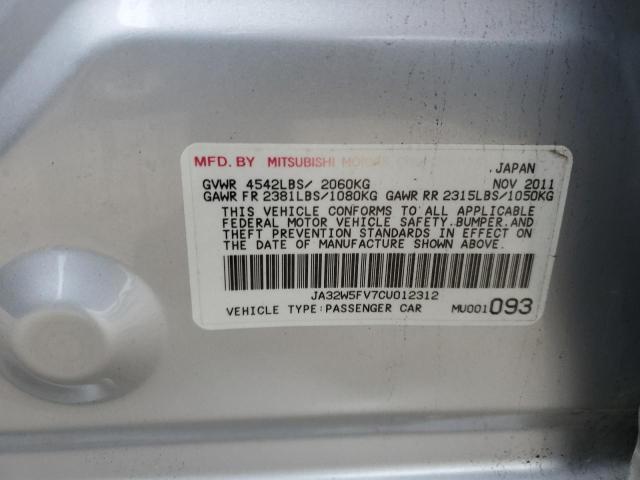 MFD. BY MITSUBISHI MOTORS
JAPAN
GVWR 4542LBS/ 2060KG NOV 2011
GAWR FR 2381LBS/1080KG GAWR RR 2315LBS/1050KG
THIS VEHICLE CONFORMS TO ALL APPLICABLE
FEDERAL MOTOR VEHICLE SAFETY,BUMPER,AND
THEFT PREVENTION STANDARDS IN EFFECT ON
THE DATE OF MANUFACTURE SHOWN ABOVE.
JA32W5FV7CU012312
VEHICLE TYPE:PASSENGER CAR MU001093